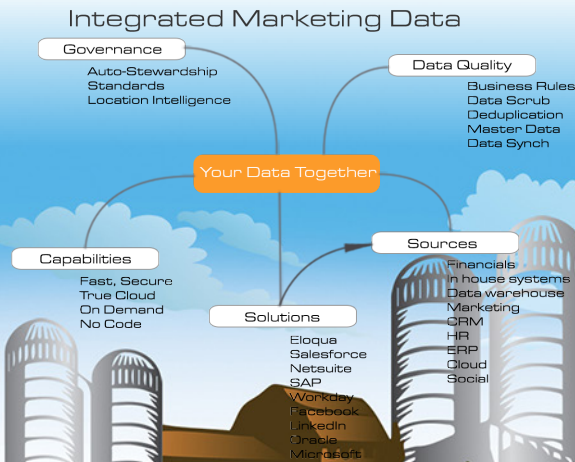 Integrated Marketing Data
Governance
Auto-Stewardship
Standards
Location Intelligence
Data Quality
Business Rules
Data Scrub
Deduplication
Master Data
Data Synch
Your Data Together
Capabilities
Fast, Secure
True Cloud
On Demand
No Code
Solutions
Eloqua
Salesforce
Netsuite
SAP
Workday
Facebook
LinkedIn
Oracle
Microsoft
Sources
Financials
In house systems
Data warehouse
Marketing
CRM
HR
ERP
Cloud
Social